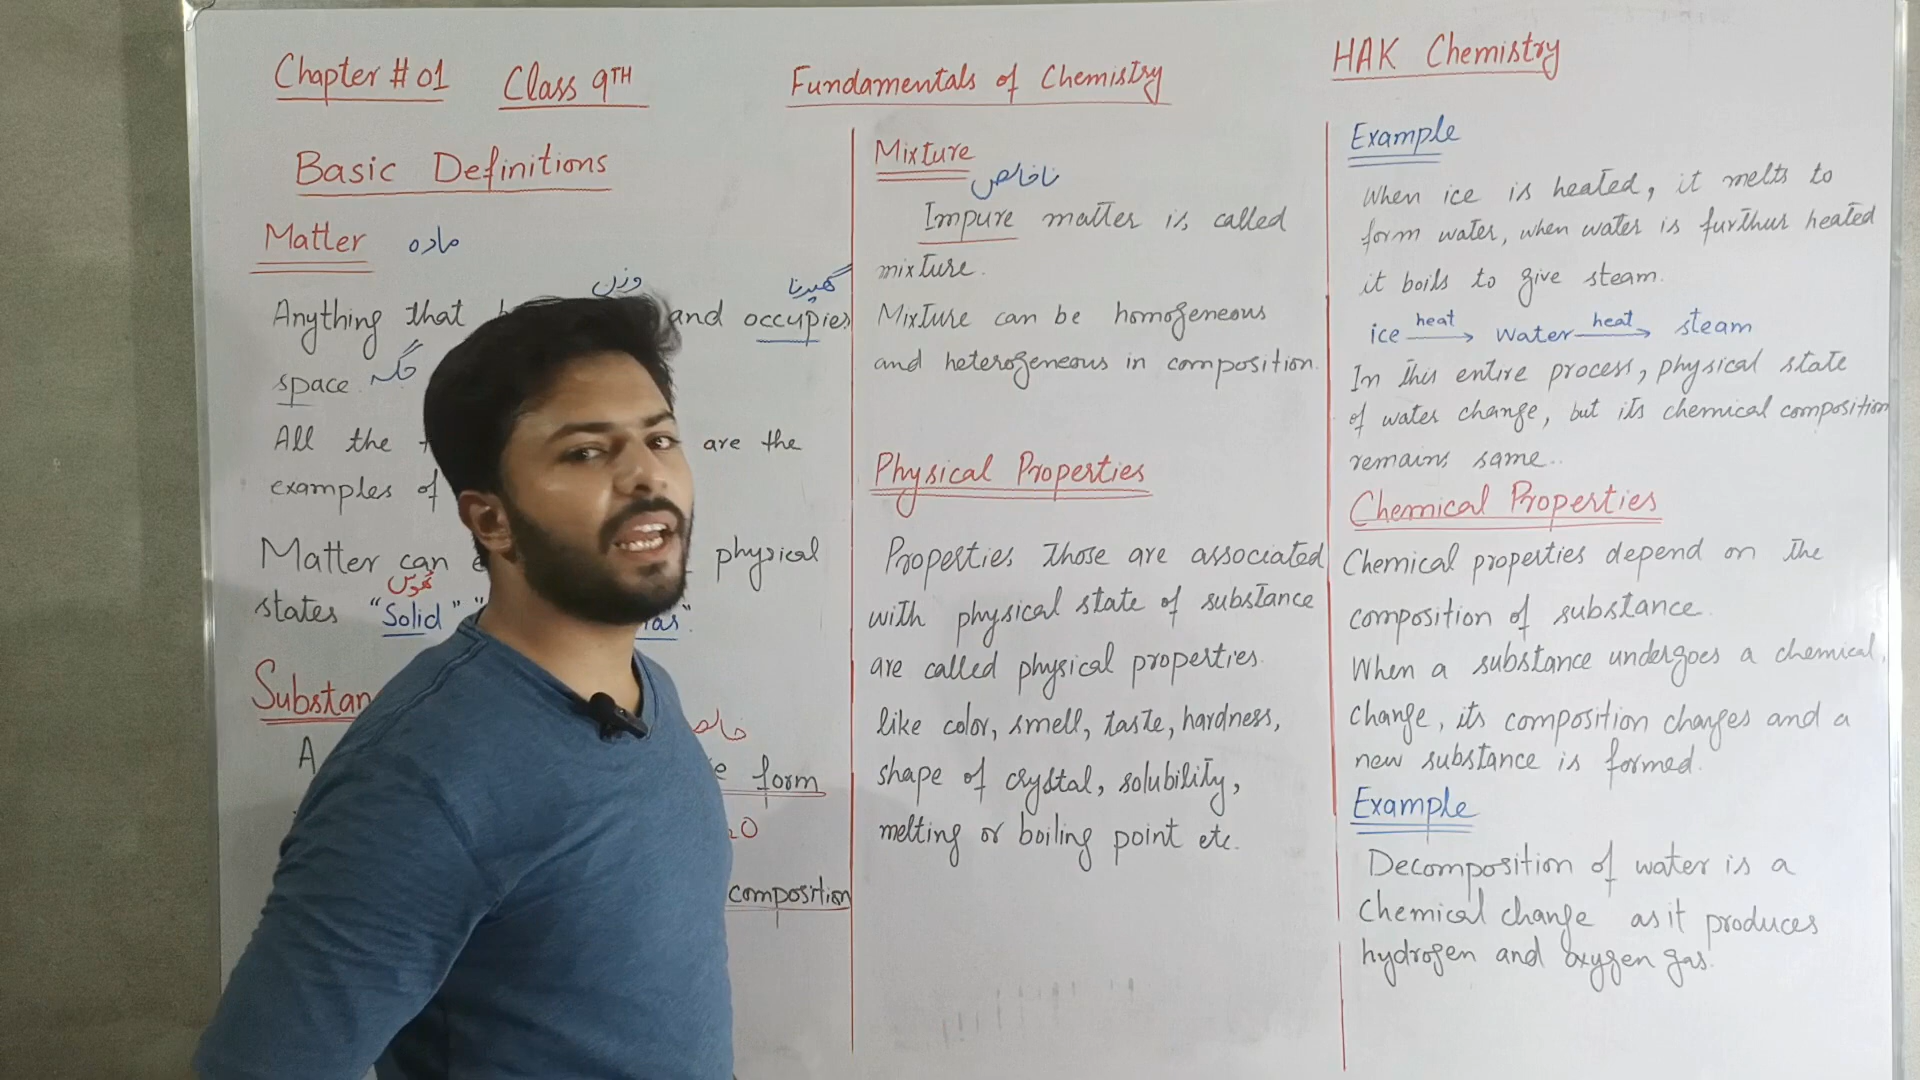 Chapter # 01 Class 9TH
Fundamentals of Chemistry
HAK Chemistry
Basic Definitions
Matter مادہ
وزن گھیرنا
Anything that and occupies
space جگہ
All the are the
examples of
Matter can physical
ٹھوس
states "Solid"
Substan
خالص
A form
composition
Mixture
ناخالص
Impure matter is called
mixture.
Mixture can be homogeneous
and heterogeneous in composition.
Physical Properties
Properties those are associated
with physical state of substance
are called physical properties.
like color, smell, taste, hardness,
shape of crystal, solubility,
melting or boiling point etc.
Example
When ice is heated, it melts to
form water, when water is furthur heated
it boils to give steam.
ice heat → water heat → steam
In this entire process, physical state
of water change, but its chemical composition
remains same..
Chemical Properties
Chemical properties depend on the
composition of substance.
When a substance undergoes a chemical
change, its composition changes and a
new substance is formed.
Example
Decomposition of water is a
chemical change as it produces
hydrogen and oxygen gas.